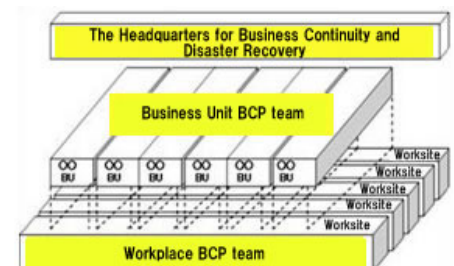 The Headquarters for Business Continuity and
Disaster Recovery
Business Unit BCP team
∞ ∞ ∞ ∞ ∞ ∞
BU BU BU BU BU BU
Worksite
Worksite
Worksite
Worksite
Worksite
Workplace BCP team